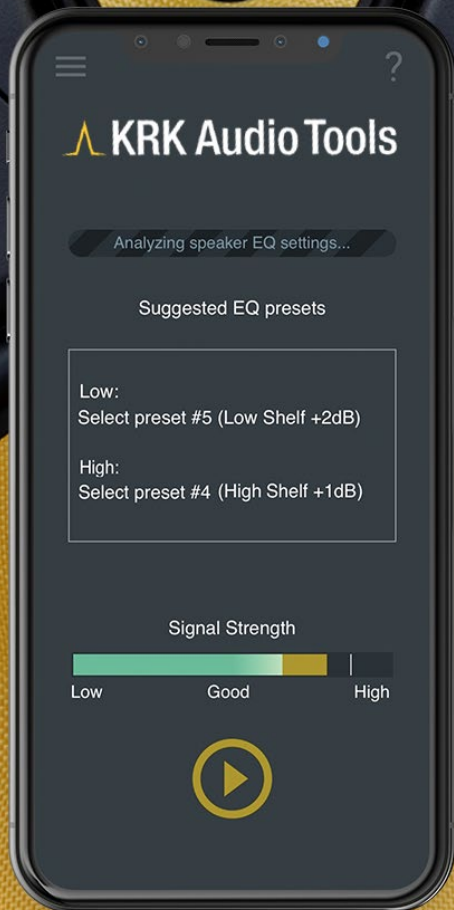 ?
KRK Audio Tools
Analyzing speaker EQ settings...
Suggested EQ presets
Low:
Select preset #5 (Low Shelf +2dB)
High:
Select preset #4 (High Shelf +1dB)
Signal Strength
Low Good High